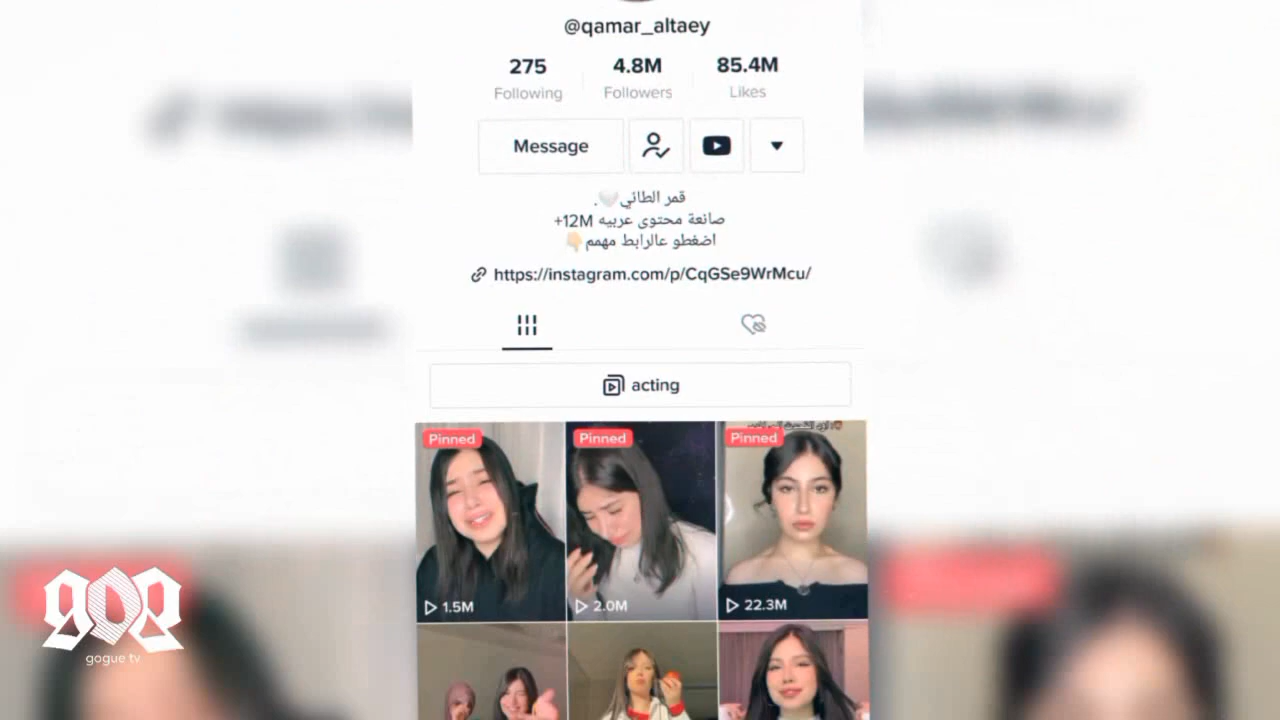 @qamar_altaey
275 4.8M 85.4M
Following Followers Likes
Message
قمر الطائي🤍.
صانعة محتوى عربيه 12M+
اضغطو عالرابط مهمم👇🏻
https://instagram.com/p/CqGSe9WrMcu/
acting
Pinned Pinned Pinned
1.5M 2.0M 22.3M
gogue tv